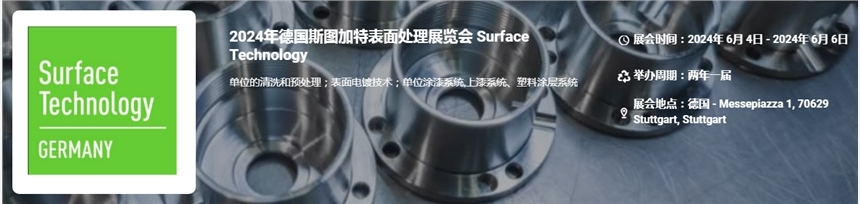 Surface
Technology
GERMANY
2024年德国斯图加特表面处理展览会 Surface
Technology
单位的清洗和预处理；表面电镀技术；单位涂漆系统,上漆系统、塑料涂层系统
展会时间：2024年 6月 4日 - 2024年 6月 6日
举办周期：两年一届
展会地点：德国 - Messepiazza 1, 70629
Stuttgart, Stuttgart